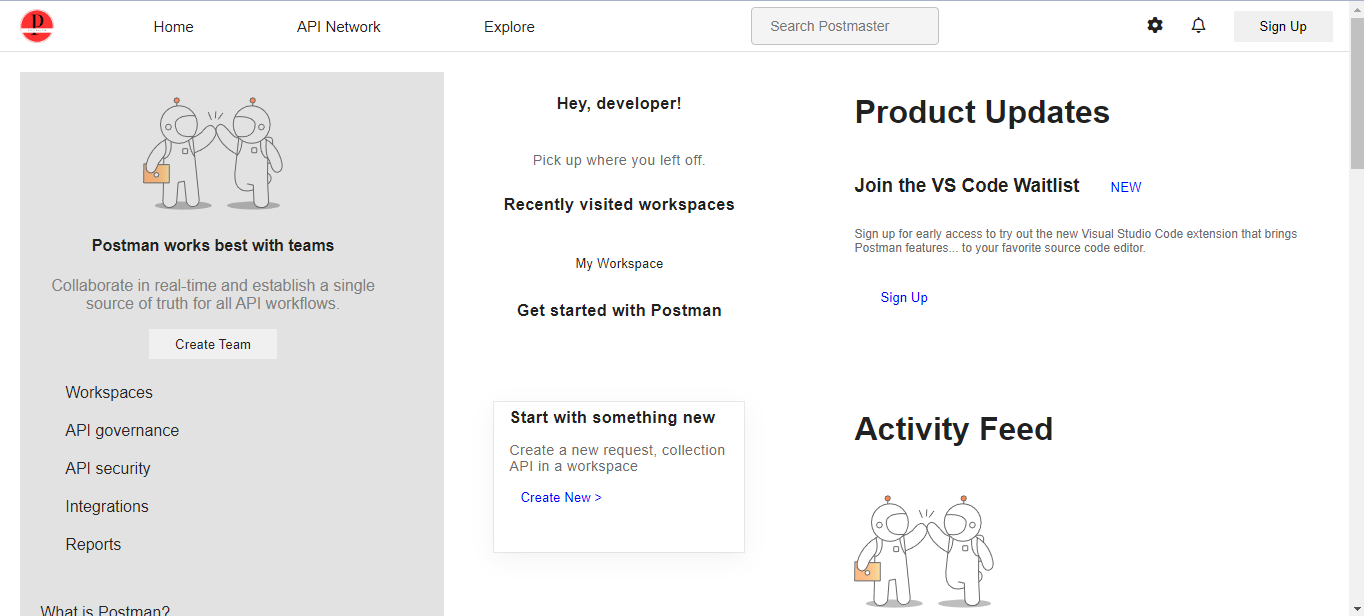 P
Home
API Network
Explore
Search Postmaster
Sign Up
Postman works best with teams
Collaborate in real-time and establish a single
source of truth for all API workflows.
Create Team
Workspaces
API governance
API security
Integrations
Reports
What is Postman?
Hey, developer!
Pick up where you left off.
Recently visited workspaces
My Workspace
Get started with Postman
Start with something new
Create a new request, collection
API in a workspace
Create New >
Product Updates
Join the VS Code Waitlist NEW
Sign up for early access to try out the new Visual Studio Code extension that brings
Postman features... to your favorite source code editor.
Sign Up
Activity Feed